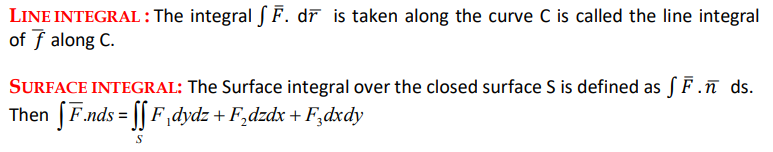 LINE INTEGRAL : The integral ∫ F̅. dr̅ is taken along the curve C is called the line integral
of f̅ along C.
SURFACE INTEGRAL: The Surface integral over the closed surface S is defined as ∫ F̅ . n̅ ds.
Then ∫ F̅.nds = ∬_S F₁dydz + F₂dzdx + F₃dxdy